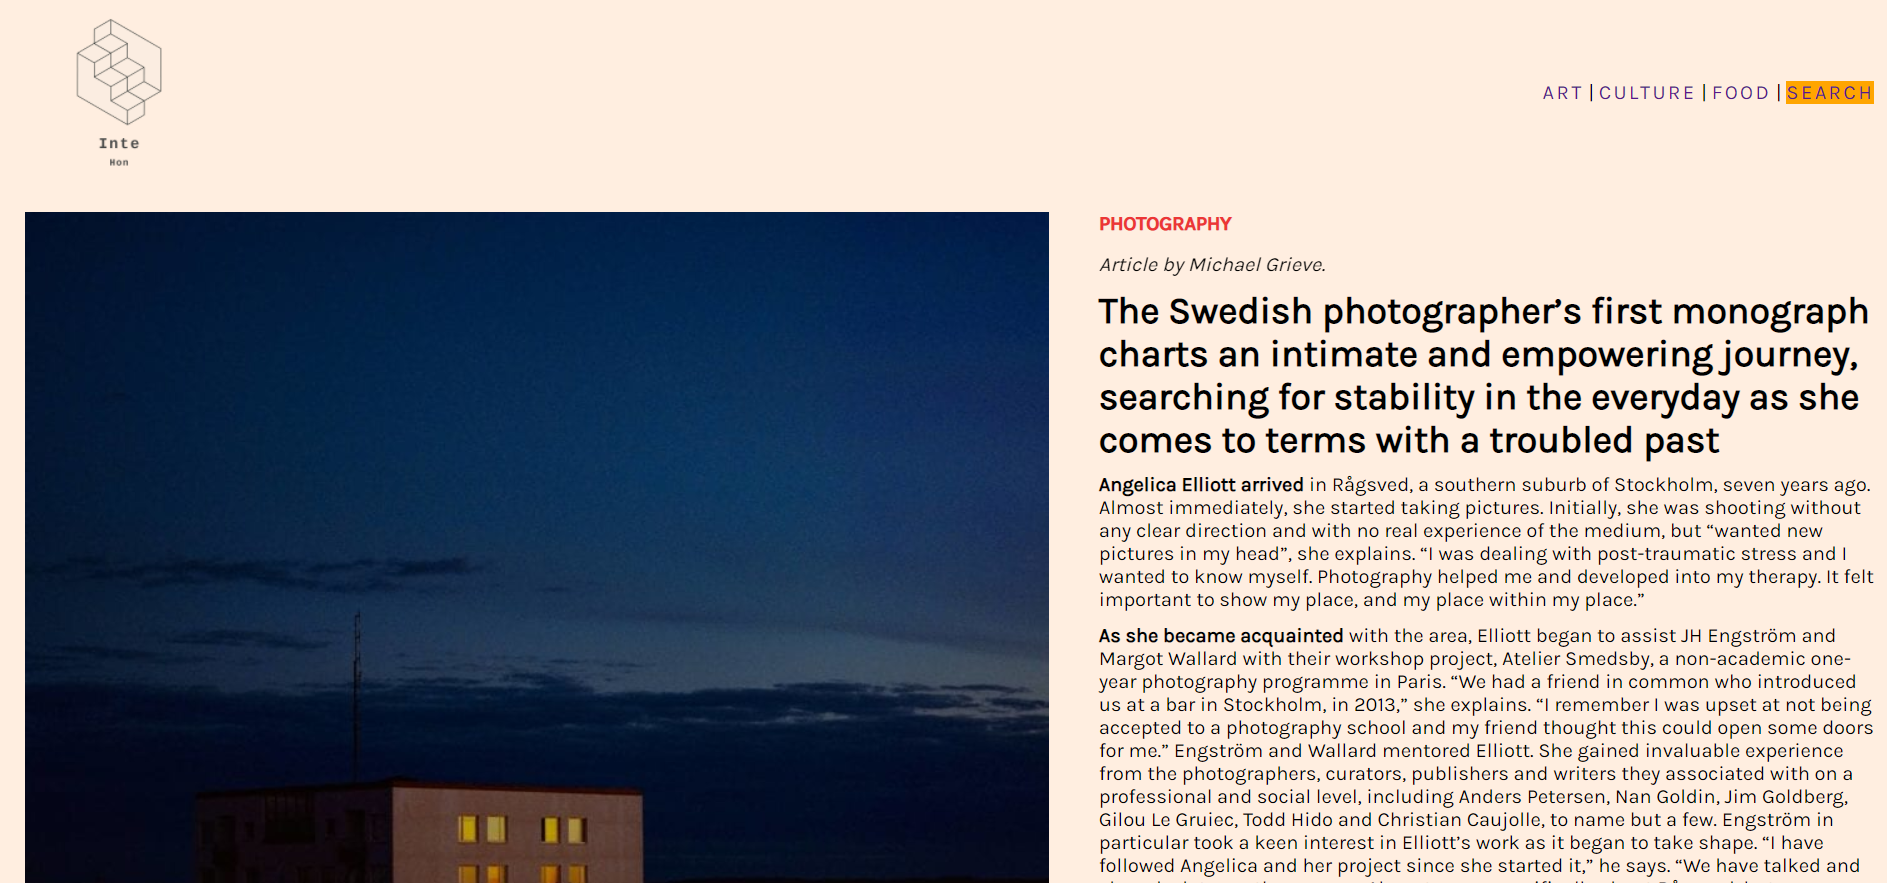 Inte
Hon
ART | CULTURE | FOOD | SEARCH
PHOTOGRAPHY
Article by Michael Grieve.
The Swedish photographer’s first monograph
charts an intimate and empowering journey,
searching for stability in the everyday as she
comes to terms with a troubled past
Angelica Elliott arrived in Rågsved, a southern suburb of Stockholm, seven years ago.
Almost immediately, she started taking pictures. Initially, she was shooting without
any clear direction and with no real experience of the medium, but “wanted new
pictures in my head”, she explains. “I was dealing with post-traumatic stress and I
wanted to know myself. Photography helped me and developed into my therapy. It felt
important to show my place, and my place within my place.”
As she became acquainted with the area, Elliott began to assist JH Engström and
Margot Wallard with their workshop project, Atelier Smedsby, a non-academic one-
year photography programme in Paris. “We had a friend in common who introduced
us at a bar in Stockholm, in 2013,” she explains. “I remember I was upset at not being
accepted to a photography school and my friend thought this could open some doors
for me.” Engström and Wallard mentored Elliott. She gained invaluable experience
from the photographers, curators, publishers and writers they associated with on a
professional and social level, including Anders Petersen, Nan Goldin, Jim Goldberg,
Gilou Le Gruiec, Todd Hido and Christian Caujolle, to name but a few. Engström in
particular took a keen interest in Elliott’s work as it began to take shape. “I have
followed Angelica and her project since she started it,” he says. “We have talked and